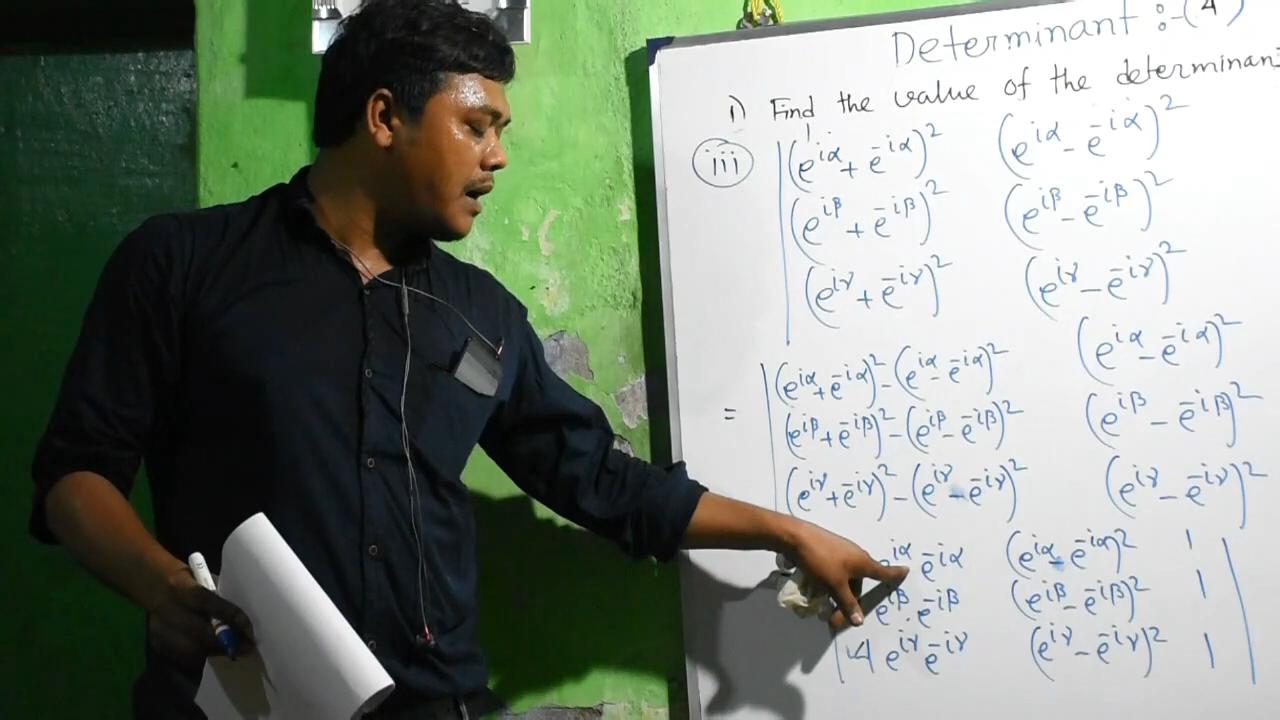 Determinant :-(4)
i) Find the value of the
iii | (e^{iα} + e^{-iα})^2 (e^{iα} - e^{-iα})^2
(e^{iβ} + e^{-iβ})^2 (e^{iβ} - e^{-iβ})^2
(e^{iγ} + e^{-iγ})^2 (e^{iγ} - e^{-iγ})^2
= | (e^{iα} + e^{-iα})^2 - (e^{iα} - e^{-iα})^2 (e^{iα} - e^{-iα})^2
(e^{iβ} + e^{-iβ})^2 - (e^{iβ} - e^{-iβ})^2 (e^{iβ} - e^{-iβ})^2
(e^{iγ} + e^{-iγ})^2 - (e^{iγ} - e^{-iγ})^2 (e^{iγ} - e^{-iγ})^2
e^{iα} e^{-iα} (e^{iα} - e^{-iα})^2 1 |
e^{iβ} . e^{-iβ} (e^{iβ} - e^{-iβ})^2 1
4 e^{iγ} e^{-iγ} (e^{iγ} - e^{-iγ})^2 1